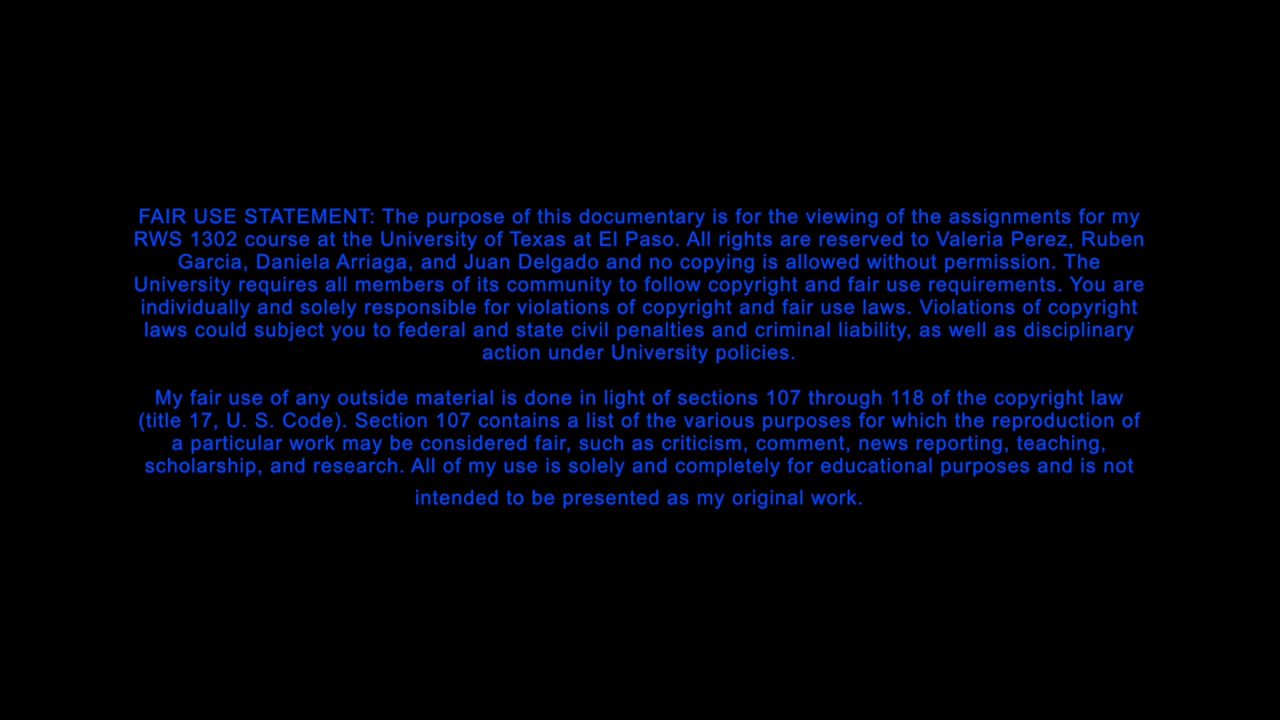 FAIR USE STATEMENT: The purpose of this documentary is for the viewing of the assignments for my
RWS 1302 course at the University of Texas at El Paso. All rights are reserved to Valeria Perez, Ruben
Garcia, Daniela Arriaga, and Juan Delgado and no copying is allowed without permission. The
University requires all members of its community to follow copyright and fair use requirements. You are
individually and solely responsible for violations of copyright and fair use laws. Violations of copyright
laws could subject you to federal and state civil penalties and criminal liability, as well as disciplinary
action under University policies.
My fair use of any outside material is done in light of sections 107 through 118 of the copyright law
(title 17, U. S. Code). Section 107 contains a list of the various purposes for which the reproduction of
a particular work may be considered fair, such as criticism, comment, news reporting, teaching,
scholarship, and research. All of my use is solely and completely for educational purposes and is not
intended to be presented as my original work.